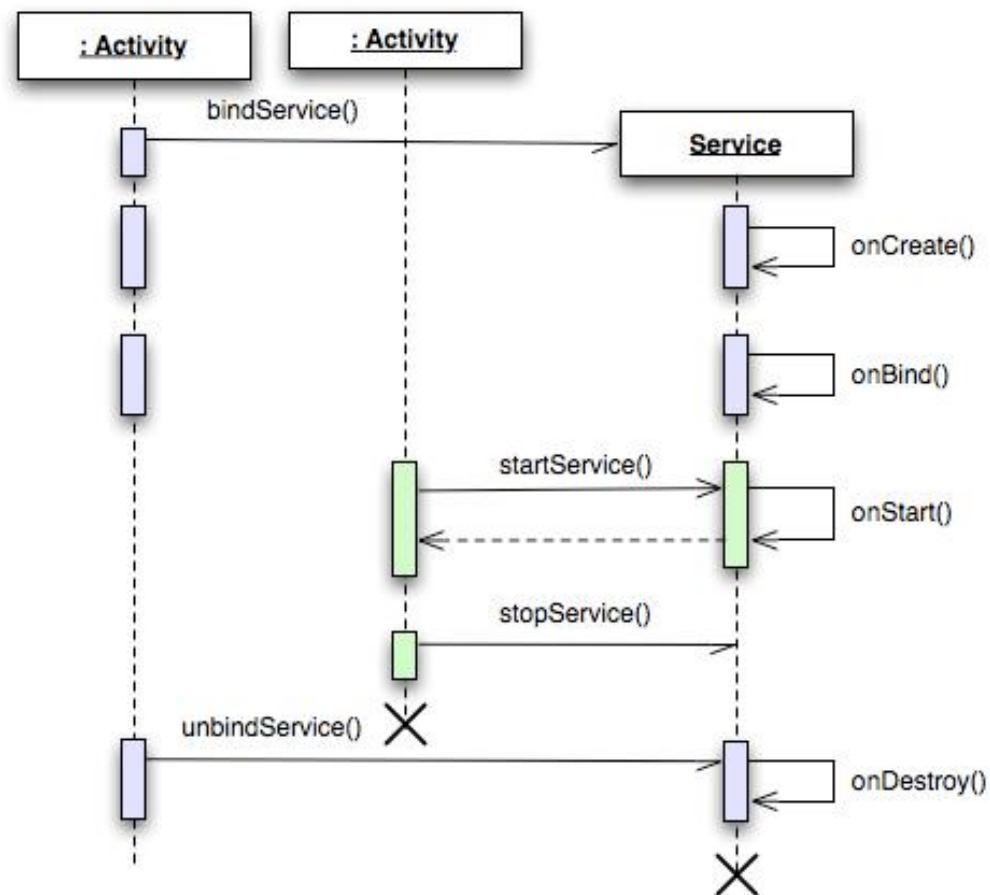 : Activity
: Activity
bindService()
Service
onCreate()
onBind()
startService()
onStart()
stopService()
unbindService()
onDestroy()